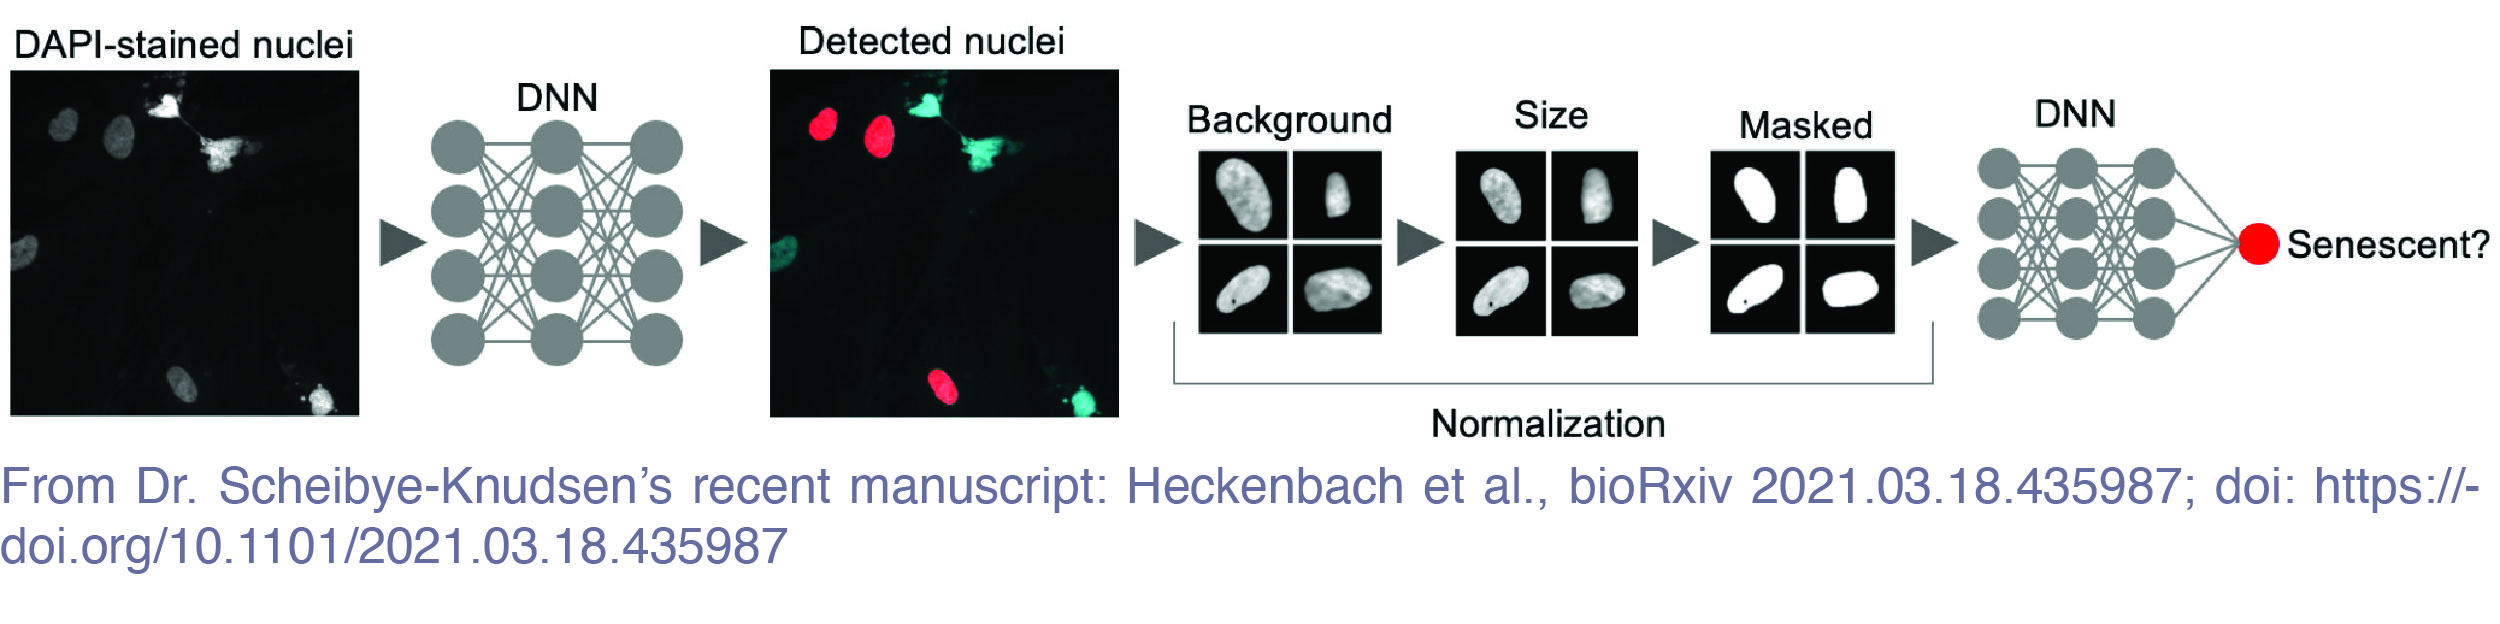 DAPI-stained nuclei
DNN
Detected nuclei
Background
Size
Masked
DNN
Senescent?
Normalization
From Dr. Scheibye-Knudsen’s recent manuscript: Heckenbach et al., bioRxiv 2021.03.18.435987; doi: https://-
doi.org/10.1101/2021.03.18.435987